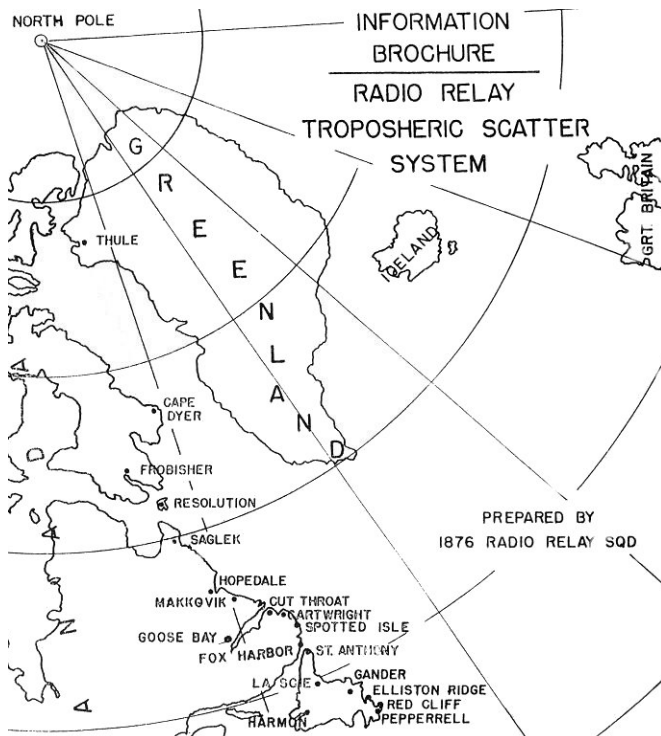 NORTH POLE
INFORMATION
BROCHURE
RADIO RELAY
TROPOSHERIC SCATTER
SYSTEM
GREENLAND
THULE
ICELAND
GRT. BRITAIN
CAPE
DYER
FROBISHER
RESOLUTION
SAGLEK
PREPARED BY
1876 RADIO RELAY SQD
HOPEDALE
MAKKOVIK
CUT THROAT
CARTWRIGHT
SPOTTED ISLE
GOOSE BAY
FOX HARBOR
ST. ANTHONY
LA SCIE
GANDER
ELLISTON RIDGE
RED CLIFF
PEPPERRELL
HARMON
A
D
A
N
A